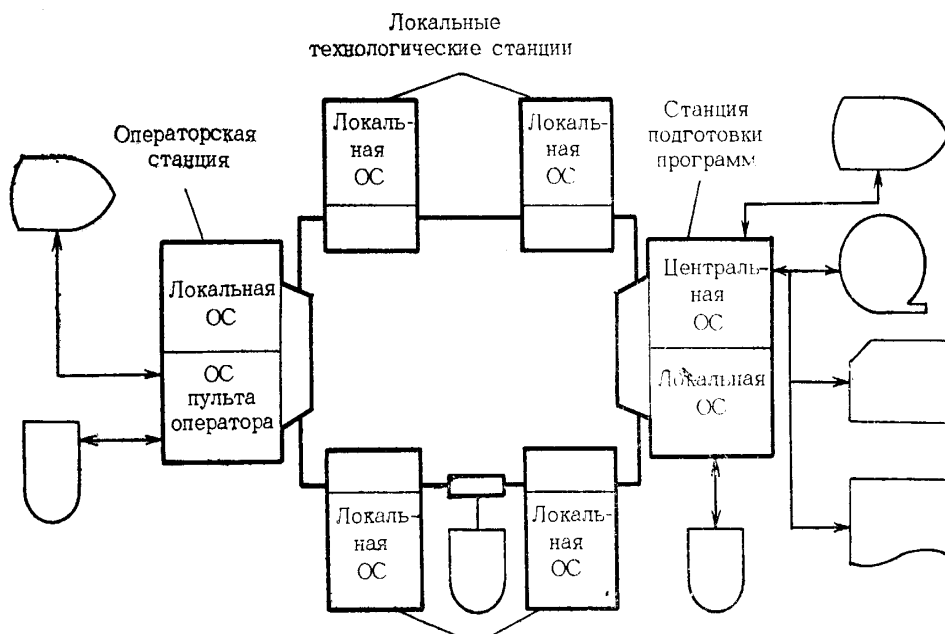 Локальные
технологические станции
Операторская
станция
Локаль-
ная
ОС
Локаль-
ная
ОС
Станция
подготовки
программ
Локальная
ОС
ОС
пульта
оператора
Централь-
ная
ОС
Локальная
ОС
Локаль-
ная
ОС
Локаль-
ная
ОС